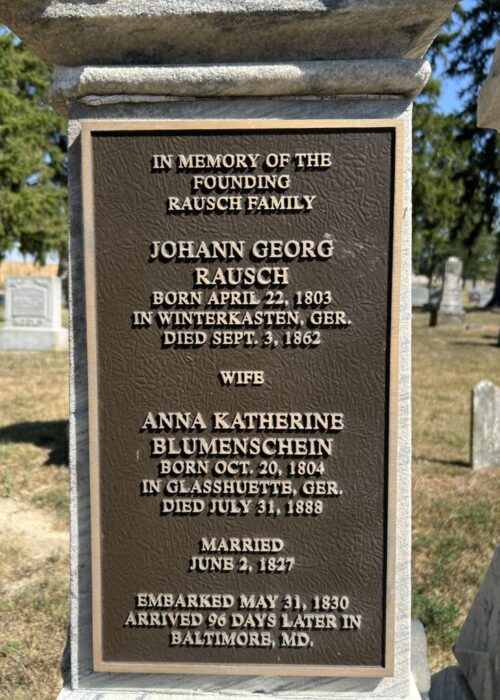 IN MEMORY OF THE
FOUNDING
RAUSCH FAMILY
JOHANN GEORG
RAUSCH
BORN APRIL 22, 1803
IN WINTERKASTEN, GER.
DIED SEPT. 3, 1862
WIFE
ANNA KATHERINE
BLUMENSCHEIN
BORN OCT. 20, 1804
IN GLASSHUETTE, GER.
DIED JULY 31, 1888
MARRIED
JUNE 2, 1827
EMBARKED MAY 31, 1830
ARRIVED 96 DAYS LATER IN
BALTIMORE, MD.